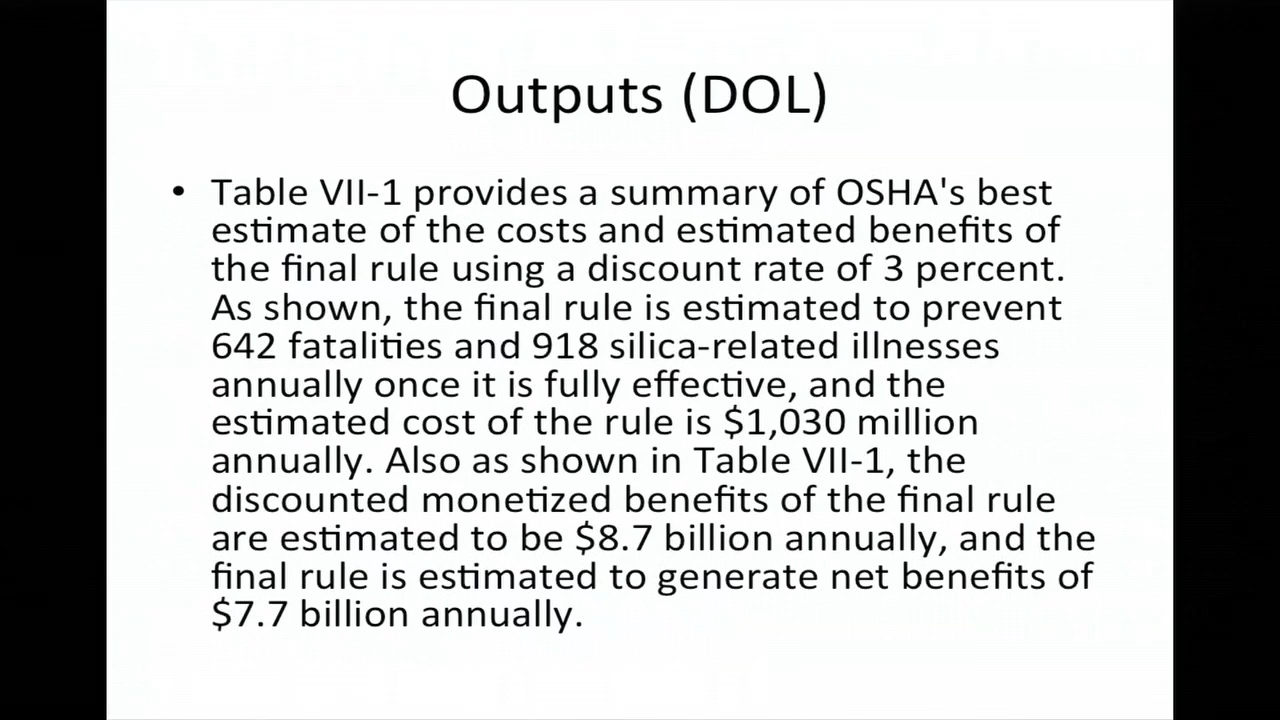 Outputs (DOL)
• Table VII-1 provides a summary of OSHA's best
estimate of the costs and estimated benefits of
the final rule using a discount rate of 3 percent.
As shown, the final rule is estimated to prevent
642 fatalities and 918 silica-related illnesses
annually once it is fully effective, and the
estimated cost of the rule is $1,030 million
annually. Also as shown in Table VII-1, the
discounted monetized benefits of the final rule
are estimated to be $8.7 billion annually, and the
final rule is estimated to generate net benefits of
$7.7 billion annually.